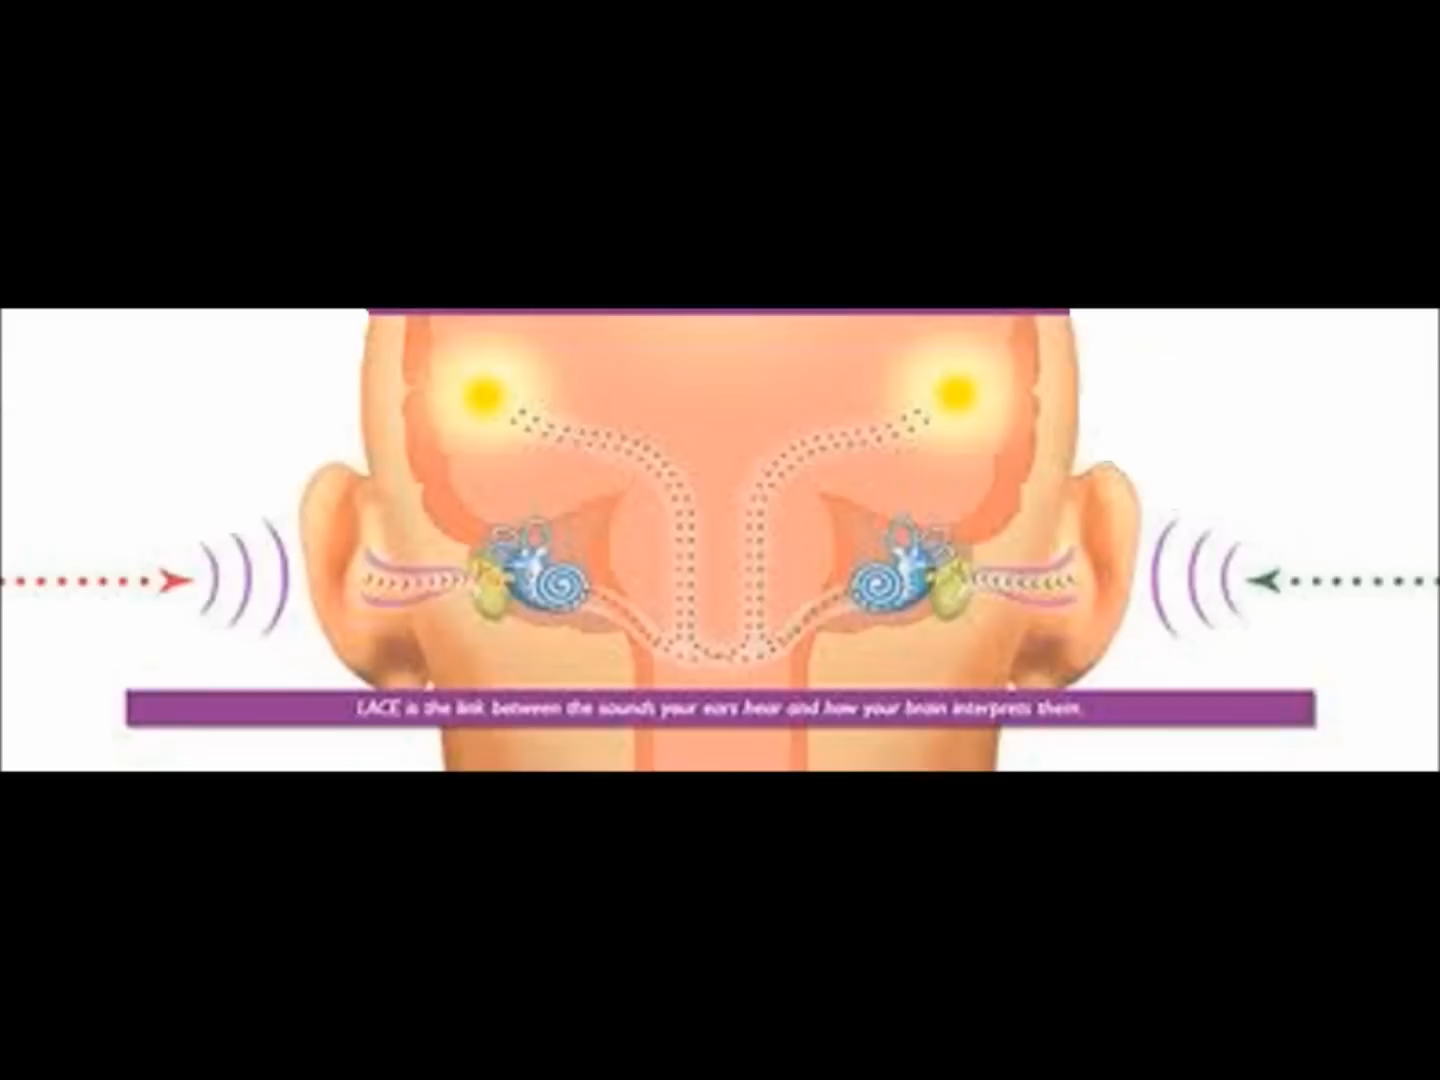 LACE is the link between the sounds your ears hear and how your brain interprets them.